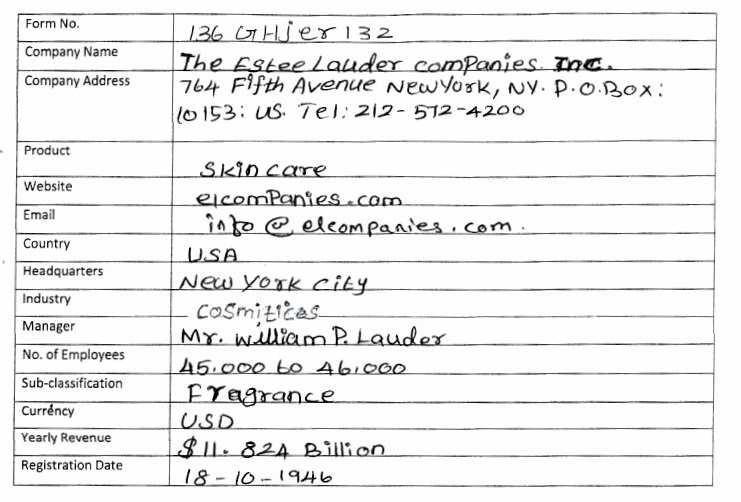 Form No. 136 GHjer132
Company Name The Estee Lauder companies Inc.
Company Address 764 Fifth Avenue NewYork, NY. P.O.Box:
10153: US. Tel: 212-572-4200
Product Skin care
Website elcomPanies.com
Email info@elcompanies.com.
Country USA
Headquarters New York city
Industry cosmitices
Manager Mr. William P. Lauder
No. of Employees 45.000 to 46,000
Sub-classification Fragrance
Currency USD
Yearly Revenue $11.824 Billion
Registration Date 18-10-1946